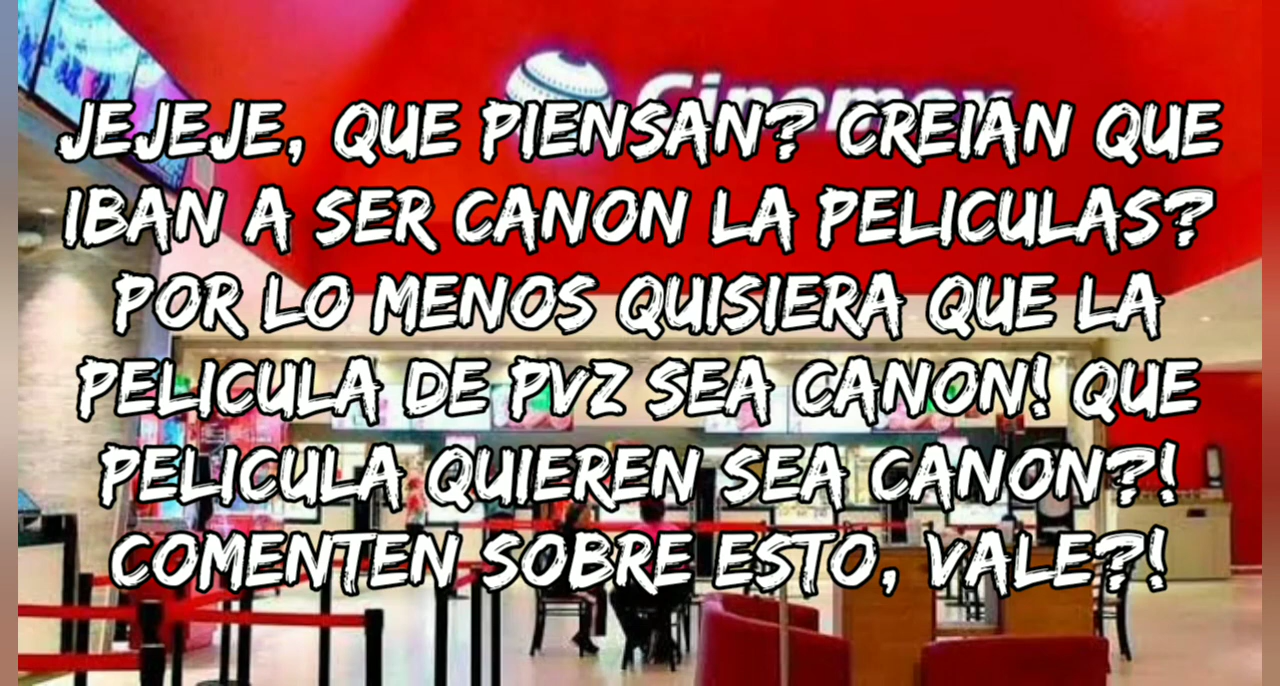 Cinemex
JEJEJE, QUE PIENSAN? CREIAN QUE
IBAN A SER CANON LA PELICULAS?
POR LO MENOS QUISIERA QUE LA
PELICULA DE PVZ SEA CANON! QUE
PELICULA QUIEREN SEA CANON?!
COMENTEN SOBRE ESTO, VALE?!